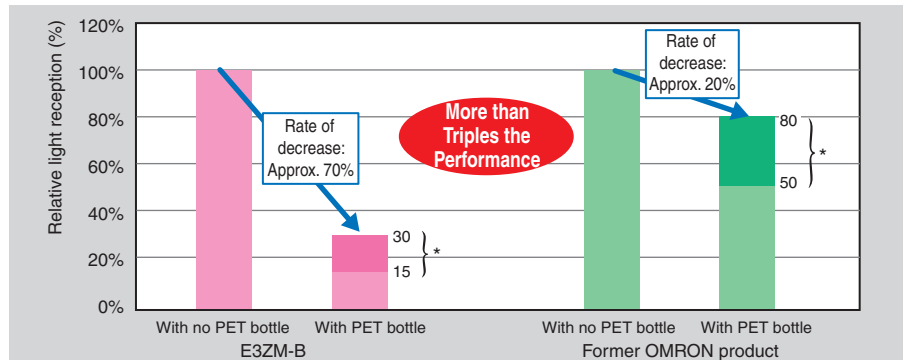 Relative light reception (%)
120%
100%
80%
60%
40%
20%
0%
Rate of
decrease:
Approx. 70%
30
15
*
More than
Triples the
Performance
Rate of
decrease:
Approx. 20%
80
50
*
With no PET bottle
With PET bottle
With no PET bottle
With PET bottle
E3ZM-B
Former OMRON product